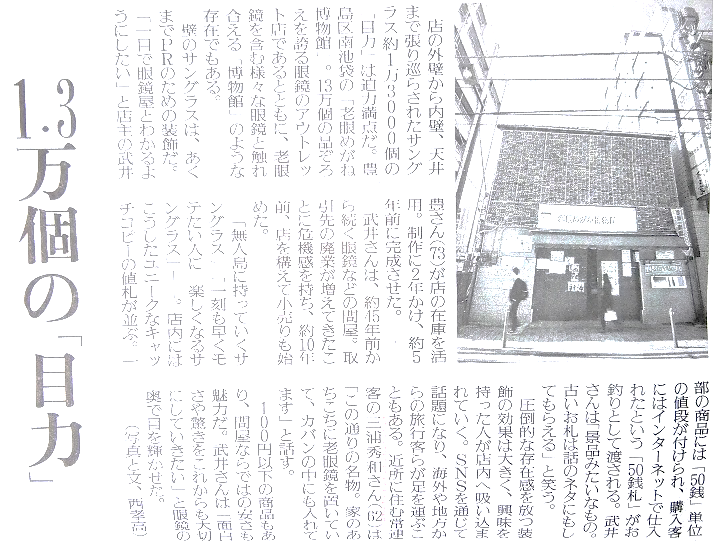 1.3万個の「目力」
店の外壁から内壁、天井
まで張り巡らされたサング
ラス約1万3000個の
「目力」は迫力満点だ。豊
島区南池袋の「老眼めがね
博物館」。13万個の品ぞろ
えを誇る眼鏡のアウトレッ
ト店であるとともに、老眼
鏡を含む様々な眼鏡と触れ
合える「博物館」のような
存在でもある。
壁のサングラスは、あく
までPRのための装飾だ。
「一目で眼鏡屋とわかるよ
うにしたい」と店主の武井
豊さん(73)が店の在庫を活
用。制作に2年かけ、約5
年前に完成させた。
武井さんは、約45年前か
ら続く眼鏡などの問屋。取
引先の廃業が増えてきたこ
とに危機感を持ち、約10年
前、店を構えて小売りも始
めた。
「無人島に持っていくサ
ングラス」「一刻も早くモ
テたい人に」「楽しくなるサ
ングラス」――。店内には
こうしたユニークなキャッ
チコピーの値札が並ぶ。一
部の商品には「50銭」単位
の値段が付けられ、購入客
にはインターネットで仕入
れたという「50銭札」がお
釣りとして渡される。武井
さんは「景品みたいなもの。
古いお札は話のネタにもし
てもらえる」と笑う。
圧倒的な存在感を放つ装
飾の効果は大きく、興味を
持った人が店内へ吸い込ま
れていく。SNSを通じて
話題になり、海外や地方か
らの旅行客らが足を運ぶこ
ともある。近所に住む常連
客の三浦秀和さん(62)は
「この通りの名物。家のあ
ちこちに老眼鏡を置いてい
て、カバンの中にも入れて
ます」と話す。
100円以下の商品もあ
り、問屋ならではの安さも
魅力だ。武井さんは「面白
さや驚きをこれからも大切
にしていきたい」と眼鏡の
奥で目を輝かせた。
(写真と文、西孝高)
老眼めがね博物館